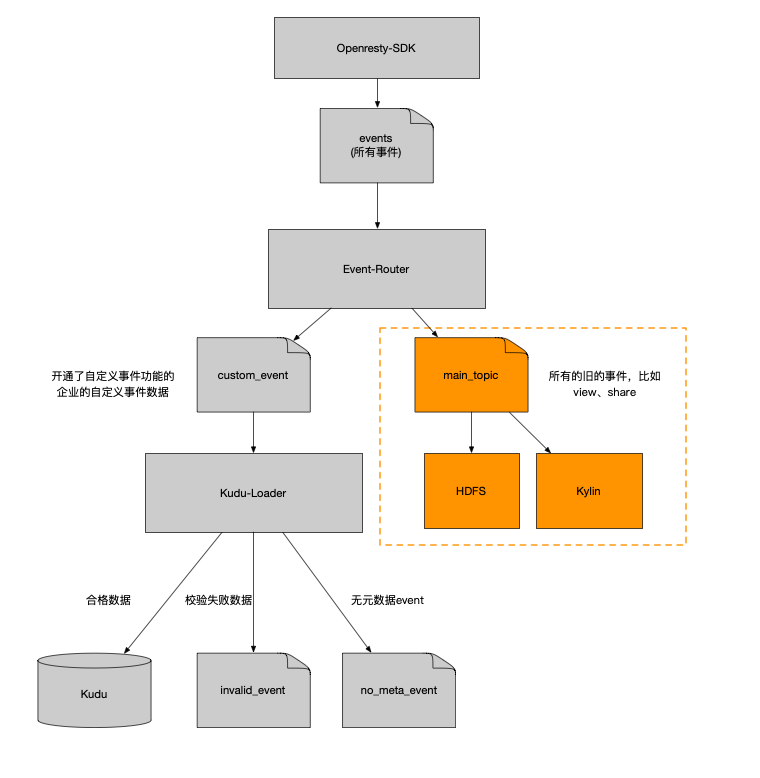 Openresty-SDK
events
(所有事件)
Event-Router
开通了自定义事件功能的
企业的自定义事件数据
custom_event
main_topic
所有的旧的事件，比如
view、share
Kudu-Loader
HDFS
Kylin
合格数据
校验失败数据
无元数据event
Kudu
invalid_event
no_meta_event